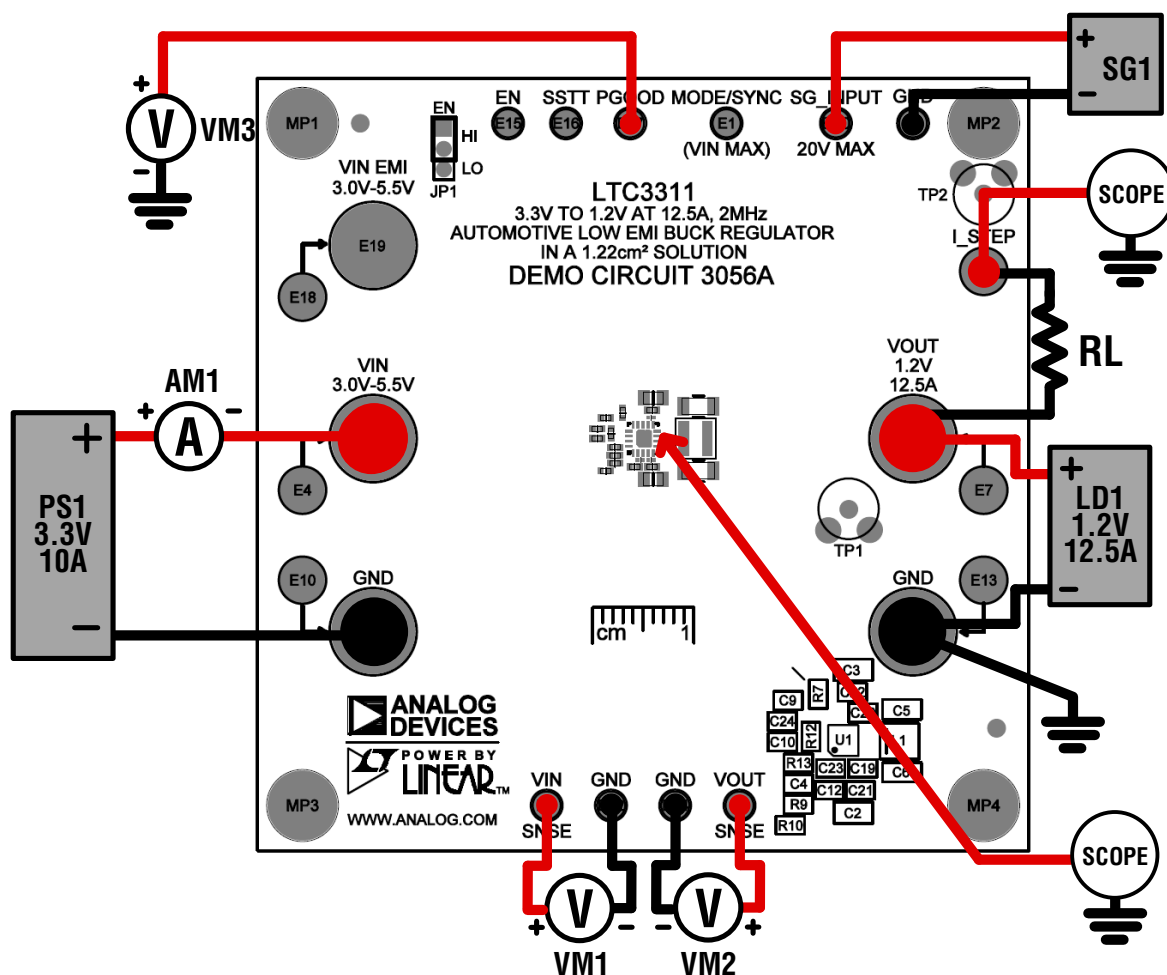 +
SG1
-
+
V
VM3
-
MP1
EN
HI
LO
JP1
EN
E15
SSTT
E16
PGOOD
MODE/SYNC
E1
(VIN MAX)
SG_INPUT
20V MAX
GND
MP2
SCOPE
TP2
I_STEP
VIN EMI
3.0V-5.5V
E19
E18
LTC3311
3.3V TO 1.2V AT 12.5A, 2MHz
AUTOMOTIVE LOW EMI BUCK REGULATOR
IN A 1.22cm² SOLUTION
DEMO CIRCUIT 3056A
RL
AM1
+
A
-
VIN
3.0V-5.5V
VOUT
1.2V
12.5A
+
PS1
3.3V
10A
-
E4
E7
+
LD1
1.2V
12.5A
-
TP1
E10
GND
GND
E13
cm 1
C3
R7
C9
C5
C24
C10
R12
U1
R13
C23
C19
C4
C12
C21
R9
C2
R10
ANALOG
DEVICES
POWER BY
LINEAR™
WWW.ANALOG.COM
MP3
VIN
SNSE
GND
GND
VOUT
SNSE
MP4
SCOPE
+
V
-
VM1
-
V
+
VM2